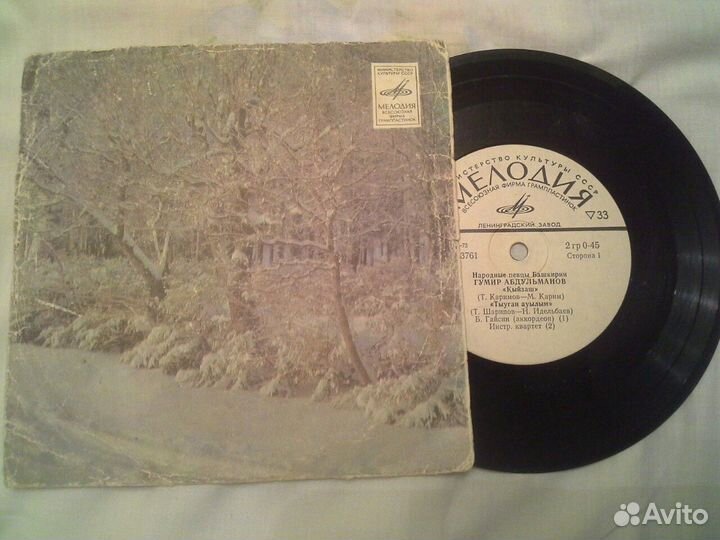 МИНИСТЕРСТВО
КУЛЬТУРЫ СССР
МЕЛОДИЯ
ВСЕСОЮЗНАЯ
ФИРМА
ГРАМПЛАСТИНОК
МИНИСТЕРСТВО КУЛЬТУРЫ СССР
МЕЛОДИЯ
ВСЕСОЮЗНАЯ ФИРМА ГРАМПЛАСТИНОК
ЛЕНИНГРАДСКИЙ ЗАВОД
▽33
-73
3761
2 гр 0-45
Сторона 1
Народные певцы Башкирии
ГУМИР АБДУЛЬМАНОВ
(Т. Каримов—М. Карим)
«Тыуган ауылым»
(Т. Шарипов—Н. Идельбаев)
Б. Гайсин (аккордеон) (1)
Инстр. квартет (2)
Avito